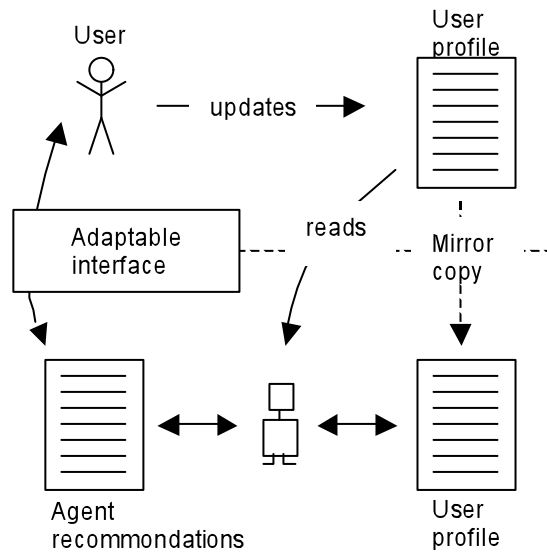 User
User
profile
updates
reads
Adaptable
interface
Mirror
copy
Agent
recommondations
User
profile